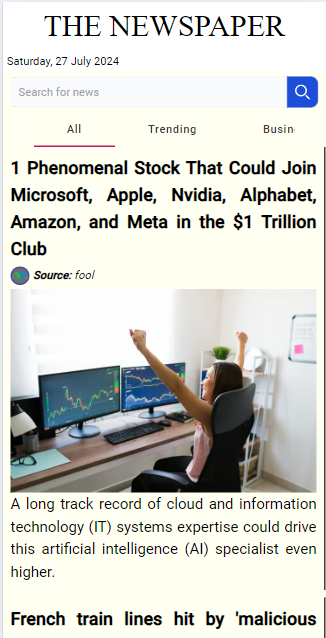 THE NEWSPAPER
Saturday, 27 July 2024
Search for news
All Trending Busin
1 Phenomenal Stock That Could Join
Microsoft, Apple, Nvidia, Alphabet,
Amazon, and Meta in the $1 Trillion
Club
Source: fool
A long track record of cloud and information
technology (IT) systems expertise could drive
this artificial intelligence (AI) specialist even
higher.
French train lines hit by 'malicious